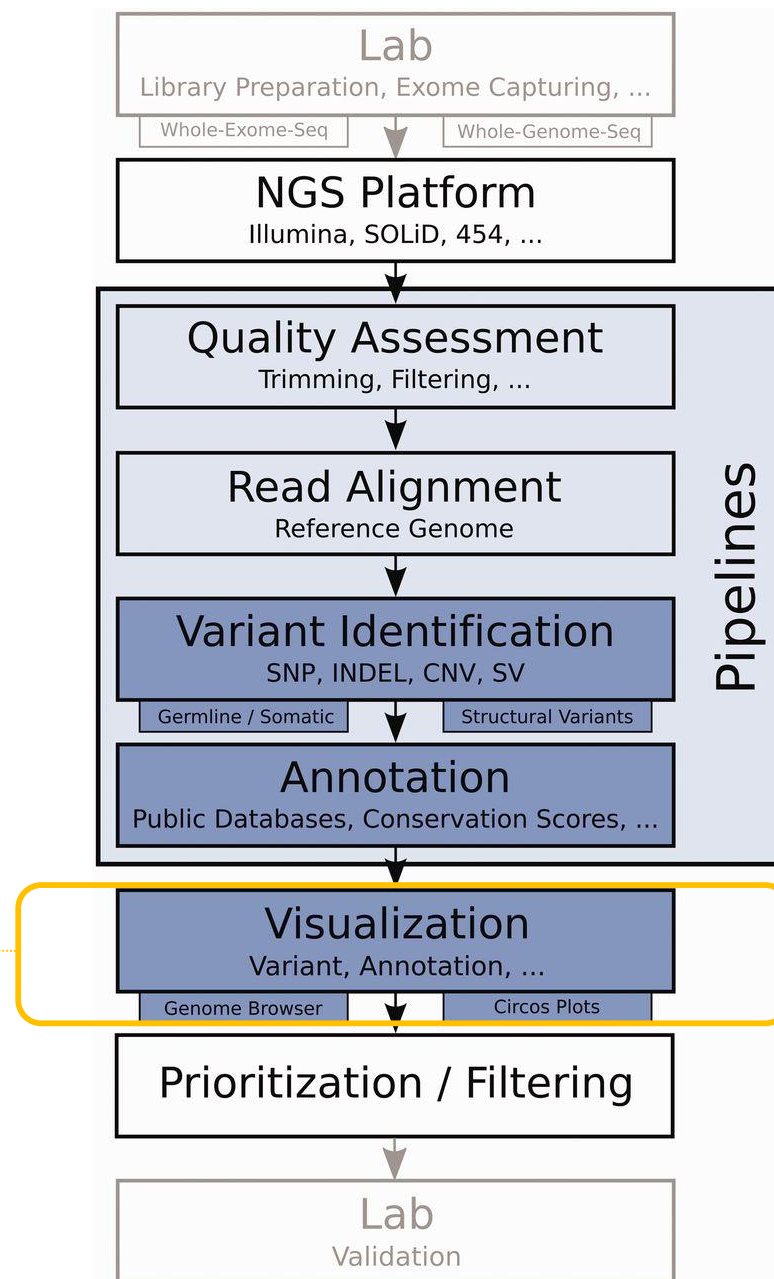 Lab
Library Preparation, Exome Capturing, ...
Whole-Exome-Seq
Whole-Genome-Seq
NGS Platform
Illumina, SOLiD, 454, ...
Quality Assessment
Trimming, Filtering, ...
Read Alignment
Reference Genome
Pipelines
Variant Identification
SNP, INDEL, CNV, SV
Germline / Somatic
Structural Variants
Annotation
Public Databases, Conservation Scores, ...
Visualization
Variant, Annotation, ...
Genome Browser
Circos Plots
Prioritization / Filtering
Lab
Validation